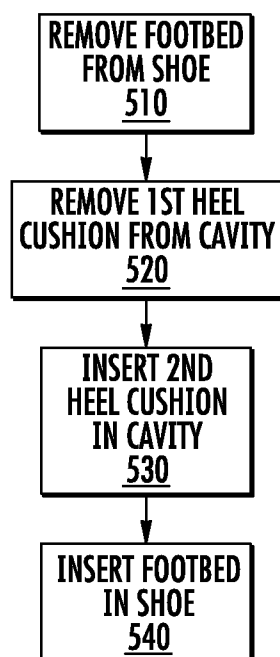 REMOVE FOOTBED
FROM SHOE
510
REMOVE 1ST HEEL
CUSHION FROM CAVITY
520
INSERT 2ND
HEEL CUSHION
IN CAVITY
530
INSERT FOOTBED
IN SHOE
540